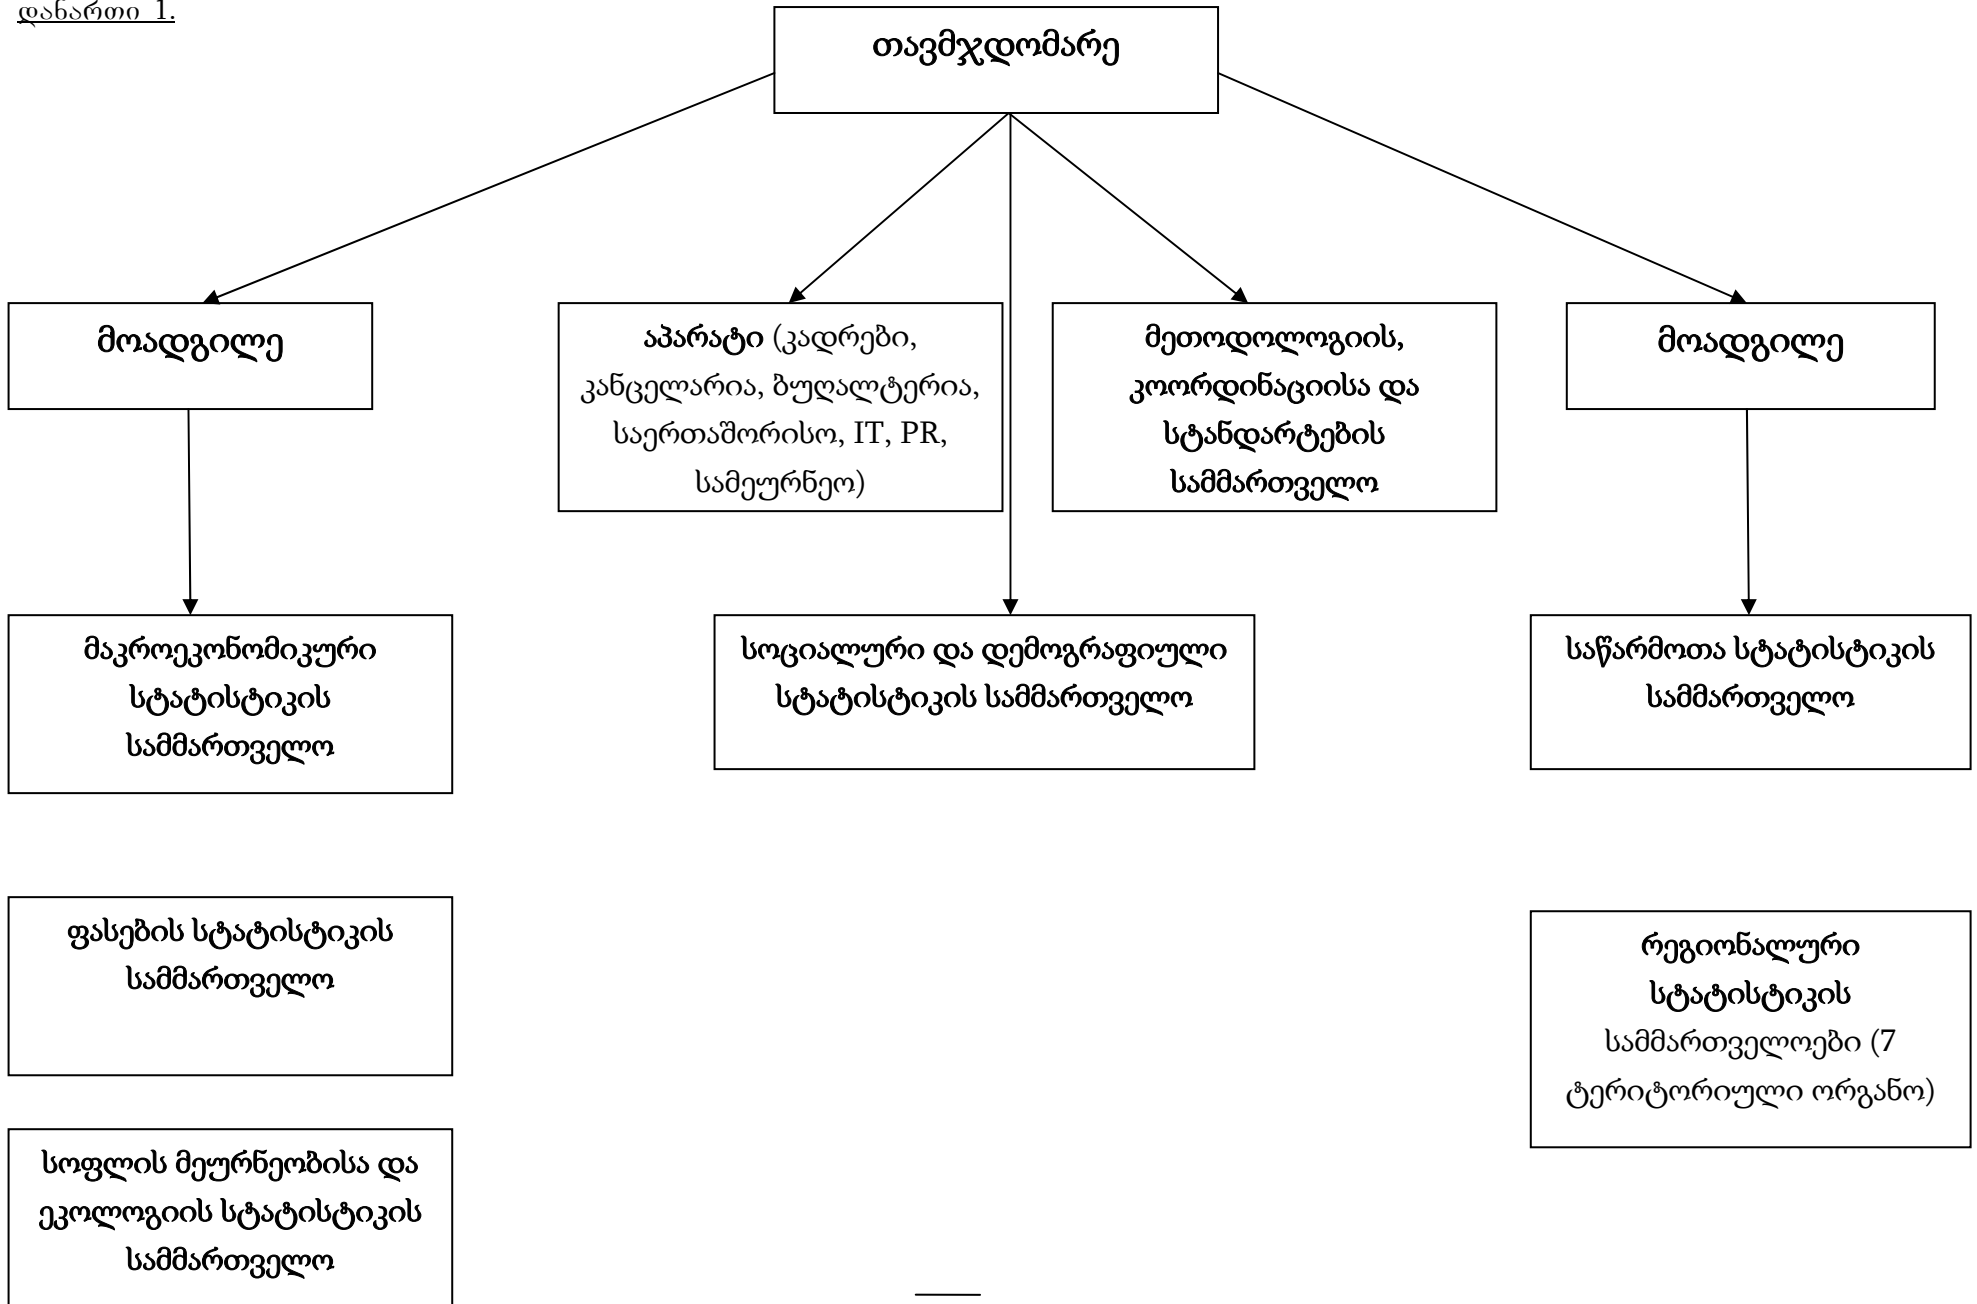 დანართი 1.
თავმჯდომარე
მოადგილე
აპარატი (კადრები,
კანცელარია, ბუღალტერია,
საერთაშორისო, IT, PR,
სამეურნეო)
მეთოდოლოგიის,
კოორდინაციისა და
სტანდარტების
სამმართველო
მოადგილე
მაკროეკონომიკური
სტატისტიკის
სამმართველო
სოციალური და დემოგრაფიული
სტატისტიკის სამმართველო
საწარმოთა სტატისტიკის
სამმართველო
ფასების სტატისტიკის
სამმართველო
რეგიონალური
სტატისტიკის
სამმართველოები (7
ტერიტორიული ორგანო)
სოფლის მეურნეობისა და
ეკოლოგიის სტატისტიკის
სამმართველო